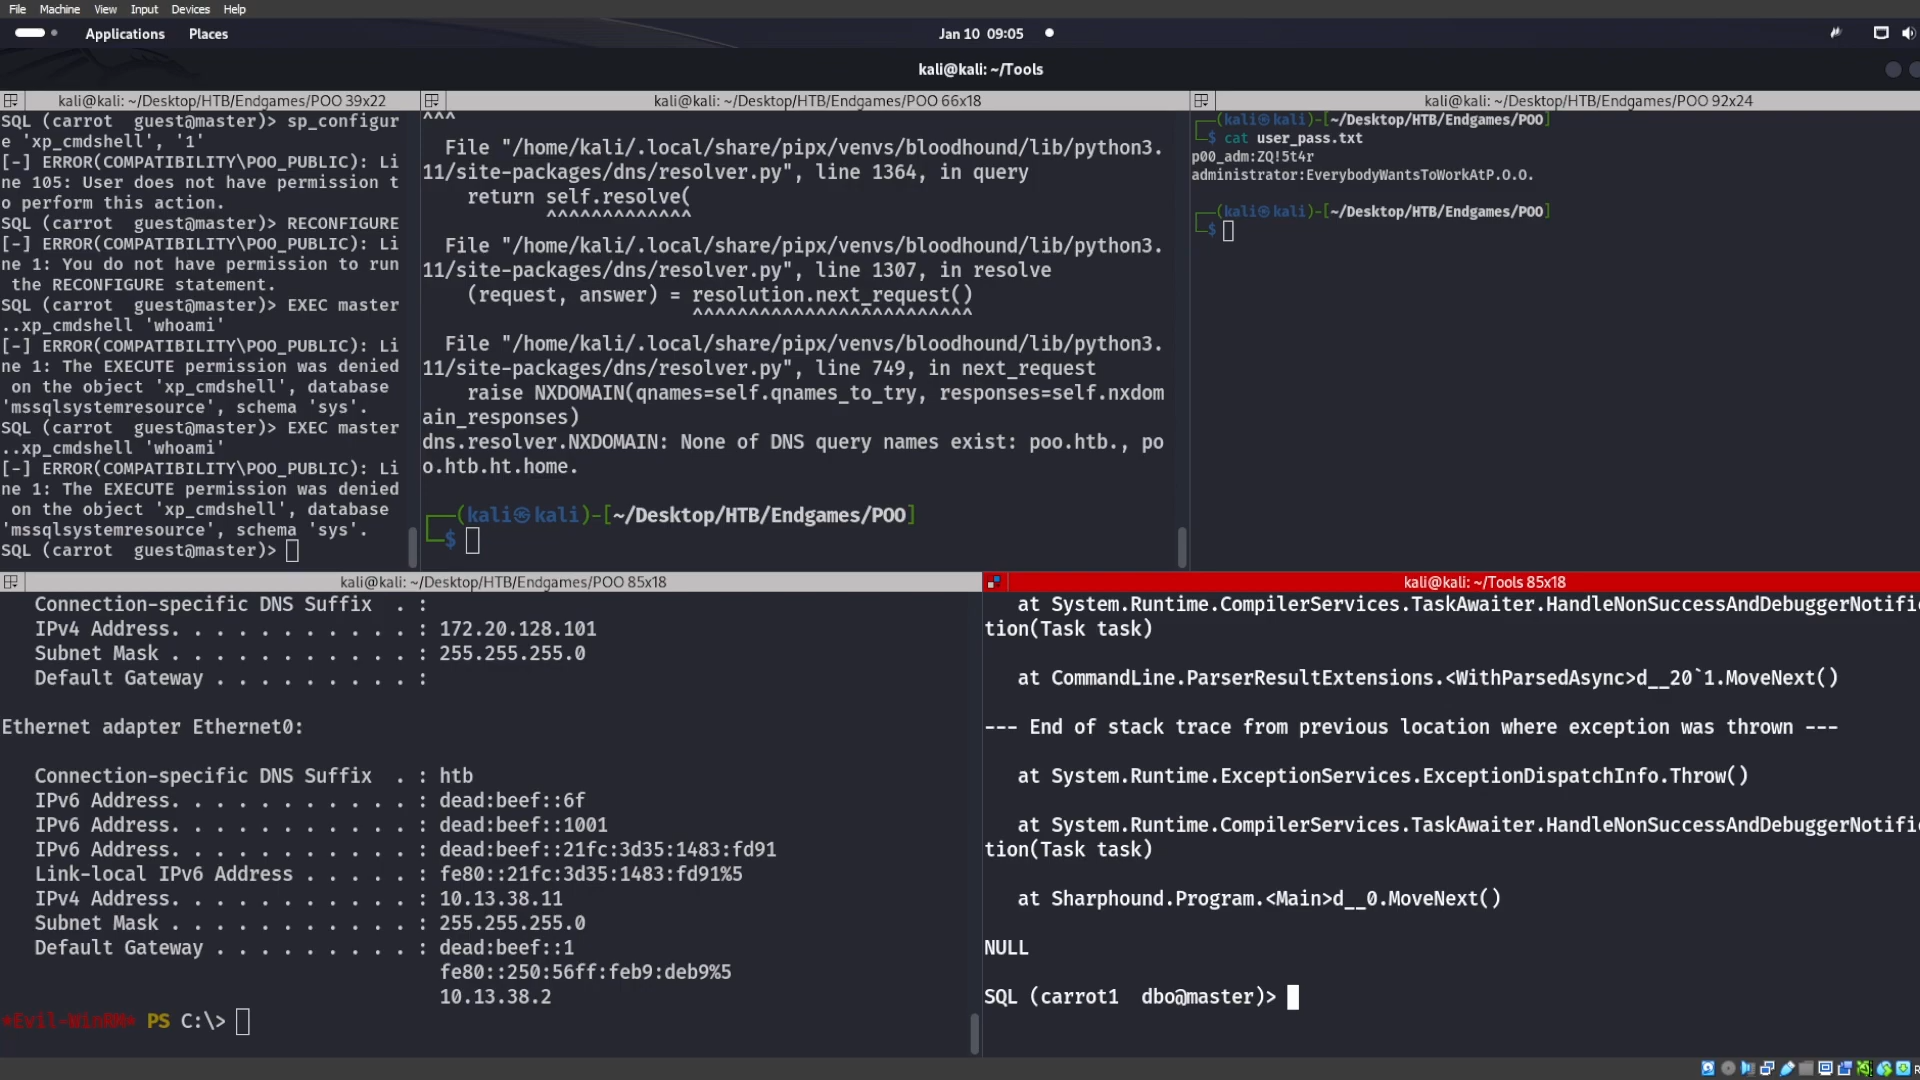 File Machine View Input Devices Help
Applications Places
Jan 10 09:05
kali@kali: ~/Tools
kali@kali: ~/Desktop/HTB/Endgames/POO 39x22
SQL (carrot  guest@master)> sp_configur
e 'xp_cmdshell', '1'
[-] ERROR(COMPATIBILITY\POO_PUBLIC): Li
ne 105: User does not have permission t
o perform this action.
SQL (carrot  guest@master)> RECONFIGURE
[-] ERROR(COMPATIBILITY\POO_PUBLIC): Li
ne 1: You do not have permission to run
 the RECONFIGURE statement.
SQL (carrot  guest@master)> EXEC master
..xp_cmdshell 'whoami'
[-] ERROR(COMPATIBILITY\POO_PUBLIC): Li
ne 1: The EXECUTE permission was denied
 on the object 'xp_cmdshell', database
'mssqlsystemresource', schema 'sys'.
SQL (carrot  guest@master)> EXEC master
..xp_cmdshell 'whoami'
[-] ERROR(COMPATIBILITY\POO_PUBLIC): Li
ne 1: The EXECUTE permission was denied
 on the object 'xp_cmdshell', database
'mssqlsystemresource', schema 'sys'.
SQL (carrot  guest@master)>
kali@kali: ~/Desktop/HTB/Endgames/POO 66x18
^^^
  File "/home/kali/.local/share/pipx/venvs/bloodhound/lib/python3.
11/site-packages/dns/resolver.py", line 1364, in query
    return self.resolve(
           ^^^^^^^^^^^^^
  File "/home/kali/.local/share/pipx/venvs/bloodhound/lib/python3.
11/site-packages/dns/resolver.py", line 1307, in resolve
    (request, answer) = resolution.next_request()
                        ^^^^^^^^^^^^^^^^^^^^^^^^^
  File "/home/kali/.local/share/pipx/venvs/bloodhound/lib/python3.
11/site-packages/dns/resolver.py", line 749, in next_request
    raise NXDOMAIN(qnames=self.qnames_to_try, responses=self.nxdom
ain_responses)
dns.resolver.NXDOMAIN: None of DNS query names exist: poo.htb., po
o.htb.ht.home.
┌──(kali㉿kali)-[~/Desktop/HTB/Endgames/POO]
└─$
kali@kali: ~/Desktop/HTB/Endgames/POO 92x24
┌──(kali㉿kali)-[~/Desktop/HTB/Endgames/POO]
└─$ cat user_pass.txt
p00_adm:ZQ!5t4r
administrator:EverybodyWantsToWorkAtP.O.O.
┌──(kali㉿kali)-[~/Desktop/HTB/Endgames/POO]
└─$
kali@kali: ~/Desktop/HTB/Endgames/POO 85x18
   Connection-specific DNS Suffix  . :
   IPv4 Address. . . . . . . . . . . : 172.20.128.101
   Subnet Mask . . . . . . . . . . . : 255.255.255.0
   Default Gateway . . . . . . . . . :
Ethernet adapter Ethernet0:
   Connection-specific DNS Suffix  . : htb
   IPv6 Address. . . . . . . . . . . : dead:beef::6f
   IPv6 Address. . . . . . . . . . . : dead:beef::1001
   IPv6 Address. . . . . . . . . . . : dead:beef::21fc:3d35:1483:fd91
   Link-local IPv6 Address . . . . . : fe80::21fc:3d35:1483:fd91%5
   IPv4 Address. . . . . . . . . . . : 10.13.38.11
   Subnet Mask . . . . . . . . . . . : 255.255.255.0
   Default Gateway . . . . . . . . . : dead:beef::1
                                       fe80::250:56ff:feb9:deb9%5
                                       10.13.38.2
*Evil-WinRM* PS C:\>
kali@kali: ~/Tools 85x18
   at System.Runtime.CompilerServices.TaskAwaiter.HandleNonSuccessAndDebuggerNotific
tion(Task task)
   at CommandLine.ParserResultExtensions.<WithParsedAsync>d__20`1.MoveNext()
--- End of stack trace from previous location where exception was thrown ---
   at System.Runtime.ExceptionServices.ExceptionDispatchInfo.Throw()
   at System.Runtime.CompilerServices.TaskAwaiter.HandleNonSuccessAndDebuggerNotific
tion(Task task)
   at Sharphound.Program.<Main>d__0.MoveNext()
NULL
SQL (carrot1  dbo@master)>